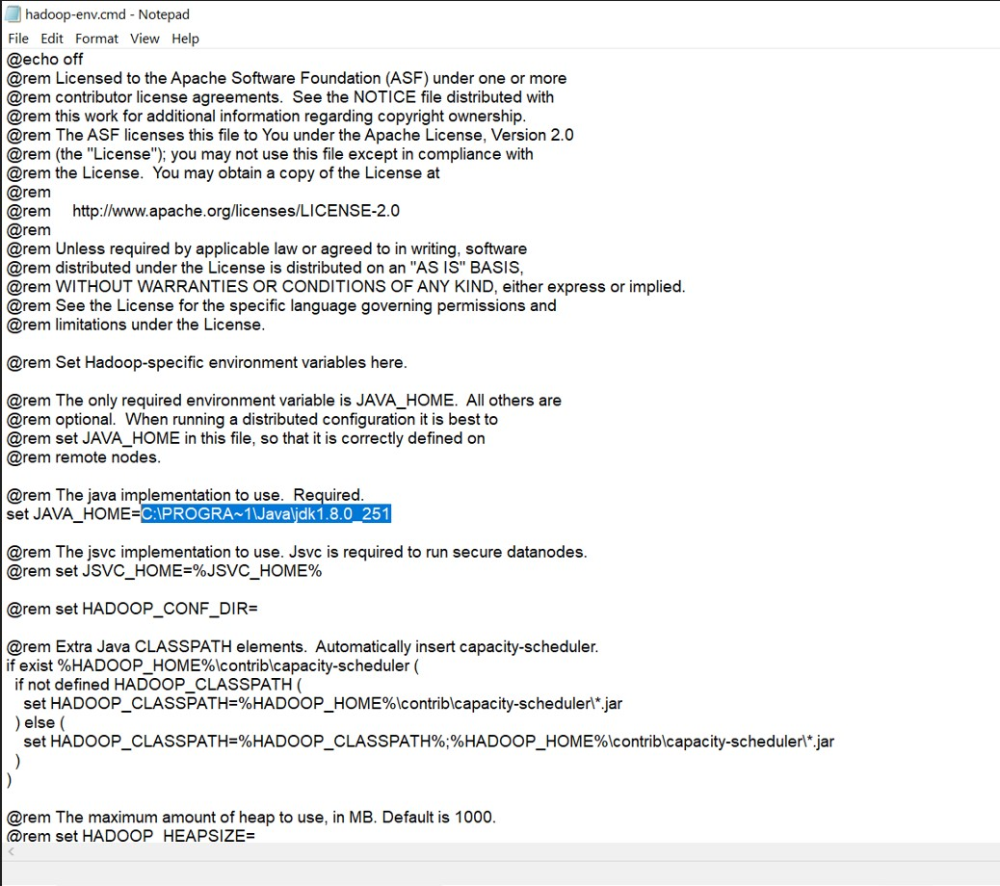 hadoop-env.cmd - Notepad
File Edit Format View Help
@echo off
@rem Licensed to the Apache Software Foundation (ASF) under one or more
@rem contributor license agreements.  See the NOTICE file distributed with
@rem this work for additional information regarding copyright ownership.
@rem The ASF licenses this file to You under the Apache License, Version 2.0
@rem (the "License"); you may not use this file except in compliance with
@rem the License.  You may obtain a copy of the License at
@rem
@rem     http://www.apache.org/licenses/LICENSE-2.0
@rem
@rem Unless required by applicable law or agreed to in writing, software
@rem distributed under the License is distributed on an "AS IS" BASIS,
@rem WITHOUT WARRANTIES OR CONDITIONS OF ANY KIND, either express or implied.
@rem See the License for the specific language governing permissions and
@rem limitations under the License.

@rem Set Hadoop-specific environment variables here.

@rem The only required environment variable is JAVA_HOME.  All others are
@rem optional.  When running a distributed configuration it is best to
@rem set JAVA_HOME in this file, so that it is correctly defined on
@rem remote nodes.

@rem The java implementation to use.  Required.
set JAVA_HOME=C:\PROGRA~1\Java\jdk1.8.0_251

@rem The jsvc implementation to use. Jsvc is required to run secure datanodes.
@rem set JSVC_HOME=%JSVC_HOME%

@rem set HADOOP_CONF_DIR=

@rem Extra Java CLASSPATH elements.  Automatically insert capacity-scheduler.
if exist %HADOOP_HOME%\contrib\capacity-scheduler (
  if not defined HADOOP_CLASSPATH (
    set HADOOP_CLASSPATH=%HADOOP_HOME%\contrib\capacity-scheduler\*.jar
  ) else (
    set HADOOP_CLASSPATH=%HADOOP_CLASSPATH%;%HADOOP_HOME%\contrib\capacity-scheduler\*.jar
  )
)

@rem The maximum amount of heap to use, in MB. Default is 1000.
@rem set HADOOP_HEAPSIZE=